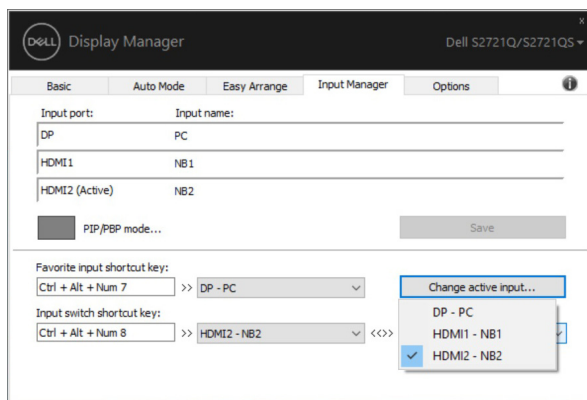 DELL Display Manager
Dell S2721Q/S2721QS
Basic Auto Mode Easy Arrange Input Manager Options
Input port: Input name:
DP PC
HDMI1 NB1
HDMI2 (Active) NB2
PIP/PBP mode... Save
Favorite input shortcut key:
Ctrl + Alt + Num 7 >> DP - PC Change active input...
Input switch shortcut key:
Ctrl + Alt + Num 8 >> HDMI2 - NB2 <<>>
DP - PC
HDMI1 - NB1
HDMI2 - NB2